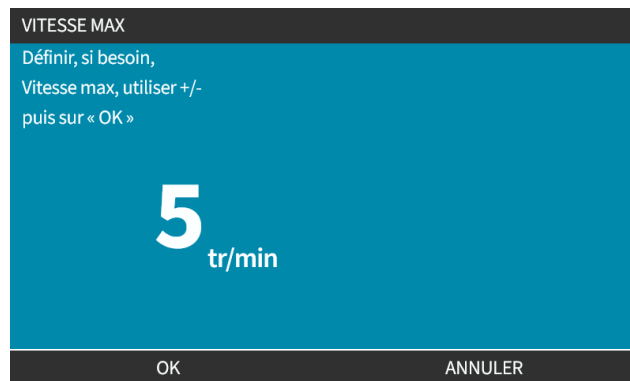 VITESSE MAX
Définir, si besoin,
Vitesse max, utiliser +/-
puis sur « OK »
5 tr/min
OK ANNULER